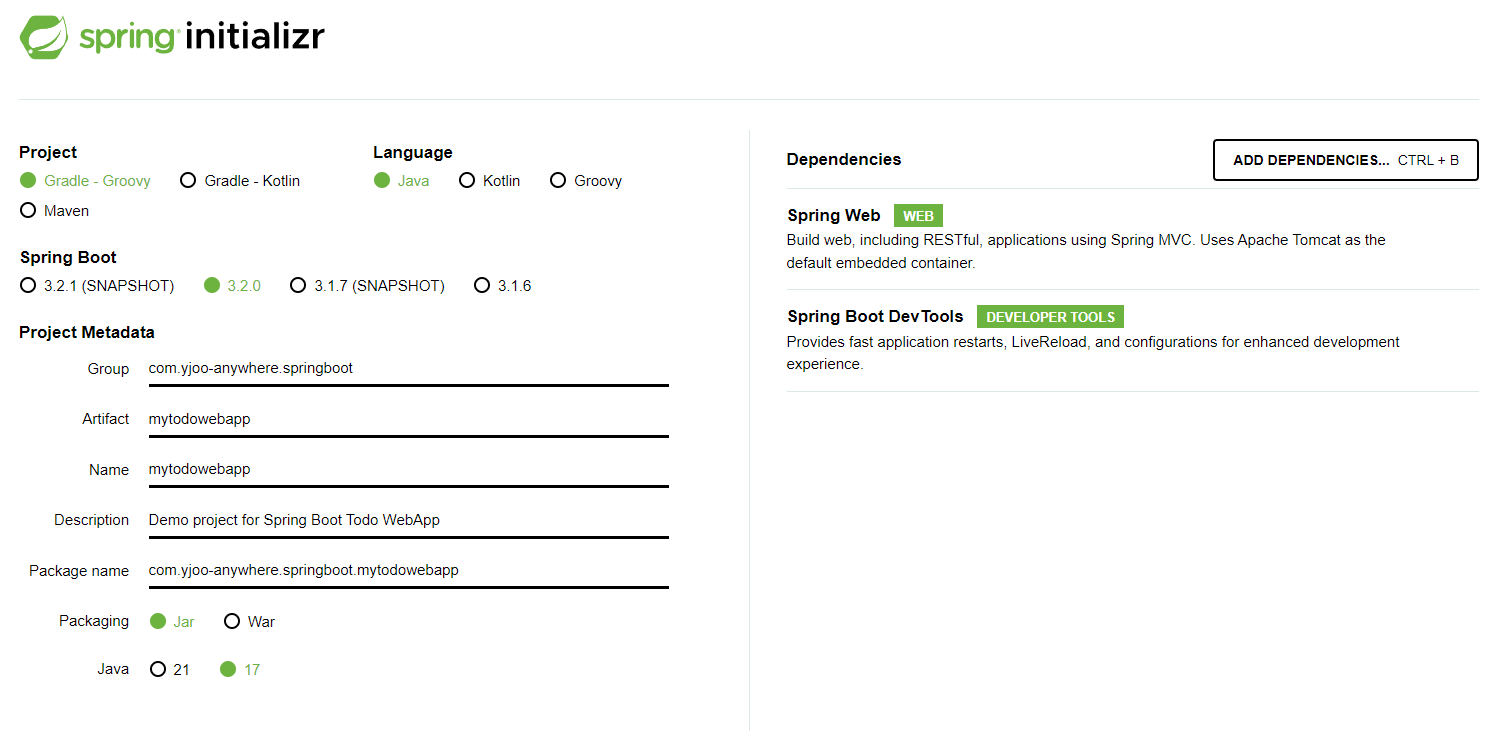 spring initializr
Project
Gradle - Groovy Gradle - Kotlin
Maven
Language
Java Kotlin Groovy
Spring Boot
3.2.1 (SNAPSHOT) 3.2.0 3.1.7 (SNAPSHOT) 3.1.6
Project Metadata
Group com.yjoo-anywhere.springboot
Artifact mytodowebapp
Name mytodowebapp
Description Demo project for Spring Boot Todo WebApp
Package name com.yjoo-anywhere.springboot.mytodowebapp
Packaging Jar War
Java 21 17
Dependencies ADD DEPENDENCIES... CTRL + B
Spring Web WEB
Build web, including RESTful, applications using Spring MVC. Uses Apache Tomcat as the
default embedded container.
Spring Boot DevTools DEVELOPER TOOLS
Provides fast application restarts, LiveReload, and configurations for enhanced development
experience.